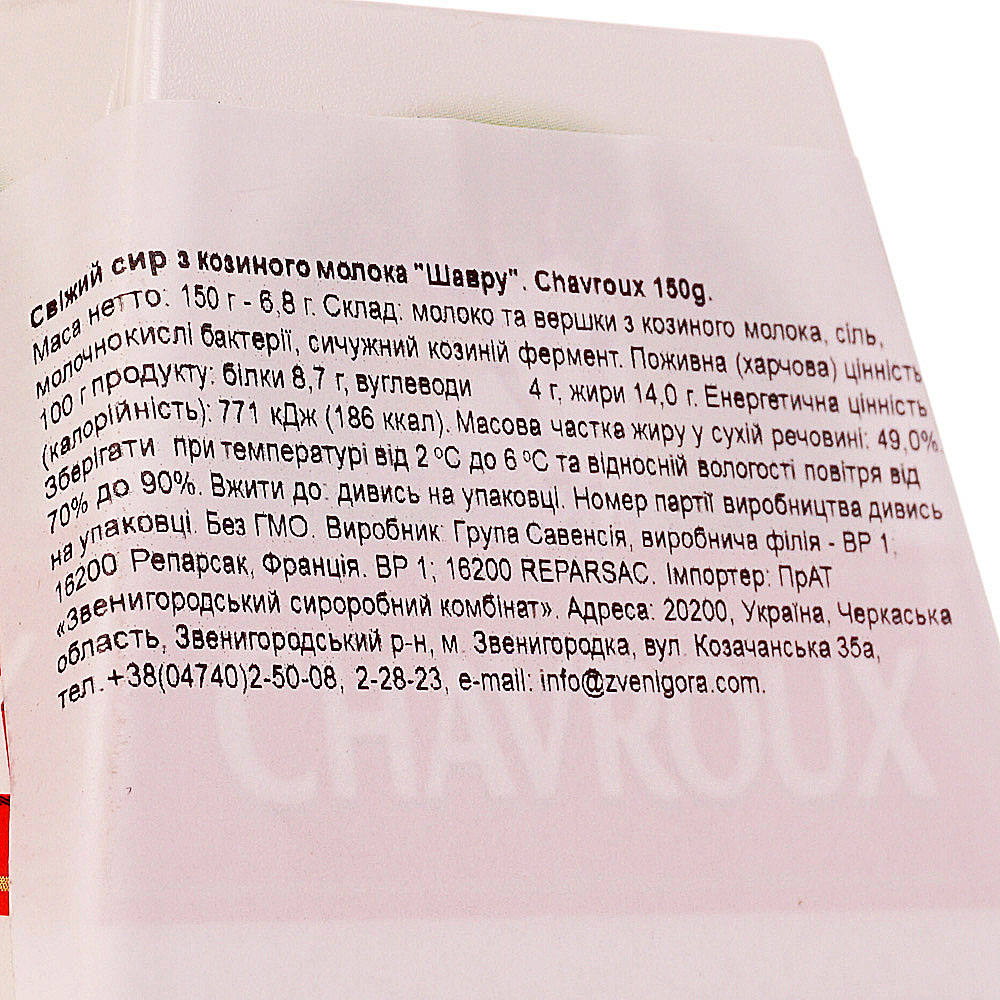 Свіжий сир з козиного молока "Шавру". Chavroux 150g.
Маса нетто: 150 г - 6,8 г. Склад: молоко та вершки з козиного молока, сіль,
молочнокислі бактерії, сичужний козиній фермент. Поживна (харчова) цінність
100 г продукту: білки 8,7 г, вуглеводи 4 г, жири 14,0 г. Енергетична цінність
(калорійність): 771 кДж (186 ккал). Масова частка жиру у сухій речовині: 49,0%.
Зберігати при температурі від 2 ºС до 6 ºС та відносній вологості повітря від
70% до 90%. Вжити до: дивись на упаковці. Номер партії виробництва дивись
на упаковці. Без ГМО. Виробник: Група Савенсія, виробнича філія - ВР 1,
16200 Репарсак, Франція. ВР 1; 16200 REPARSAC. Імпортер: ПрАТ
«Звенигородський сироробний комбінат». Адреса: 20200, Україна, Черкаська
область, Звенигородський р-н, м. Звенигородка, вул. Козачанська 35а,
тел.+38(04740)2-50-08, 2-28-23, e-mail: info@zvenigora.com.
CHAVROUX